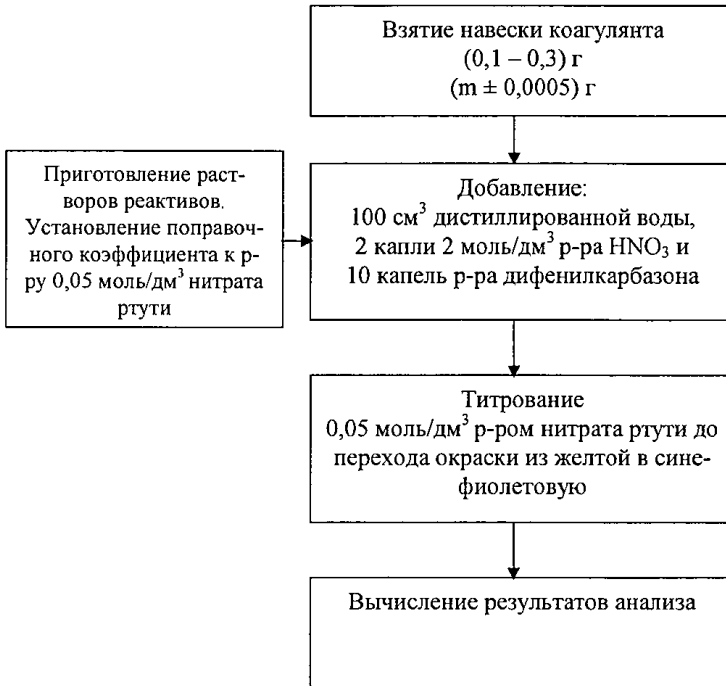 Взятие навески коагулянта
(0,1 – 0,3) г
(m ± 0,0005) г
Приготовление раст-
воров реактивов.
Установление поправоч-
ного коэффициента к р-
ру 0,05 моль/дм³ нитрата
ртути
Добавление:
100 см³ дистиллированной воды,
2 капли 2 моль/дм³ р-ра HNO₃ и
10 капель р-ра дифенилкарбазона
Титрование
0,05 моль/дм³ р-ром нитрата ртути до
перехода окраски из желтой в сине-
фиолетовую
Вычисление результатов анализа